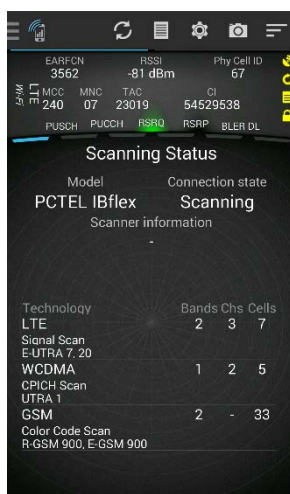 EARFCN RSSI Phy Cell ID
3562 -81 dBm 67
Wi-Fi LTE
MCC MNC TAC CI
240 07 23019 54529538
PUSCH PUCCH RSRQ RSRP BLER DL
Scanning Status
Model Connection state
PCTEL IBflex Scanning
Scanner information
-
Technology Bands Chs Cells
LTE 2 3 7
Signal Scan
E-UTRA 7, 20
WCDMA 1 2 5
CPICH Scan
UTRA 1
GSM 2 - 33
Color Code Scan
R-GSM 900, E-GSM 900